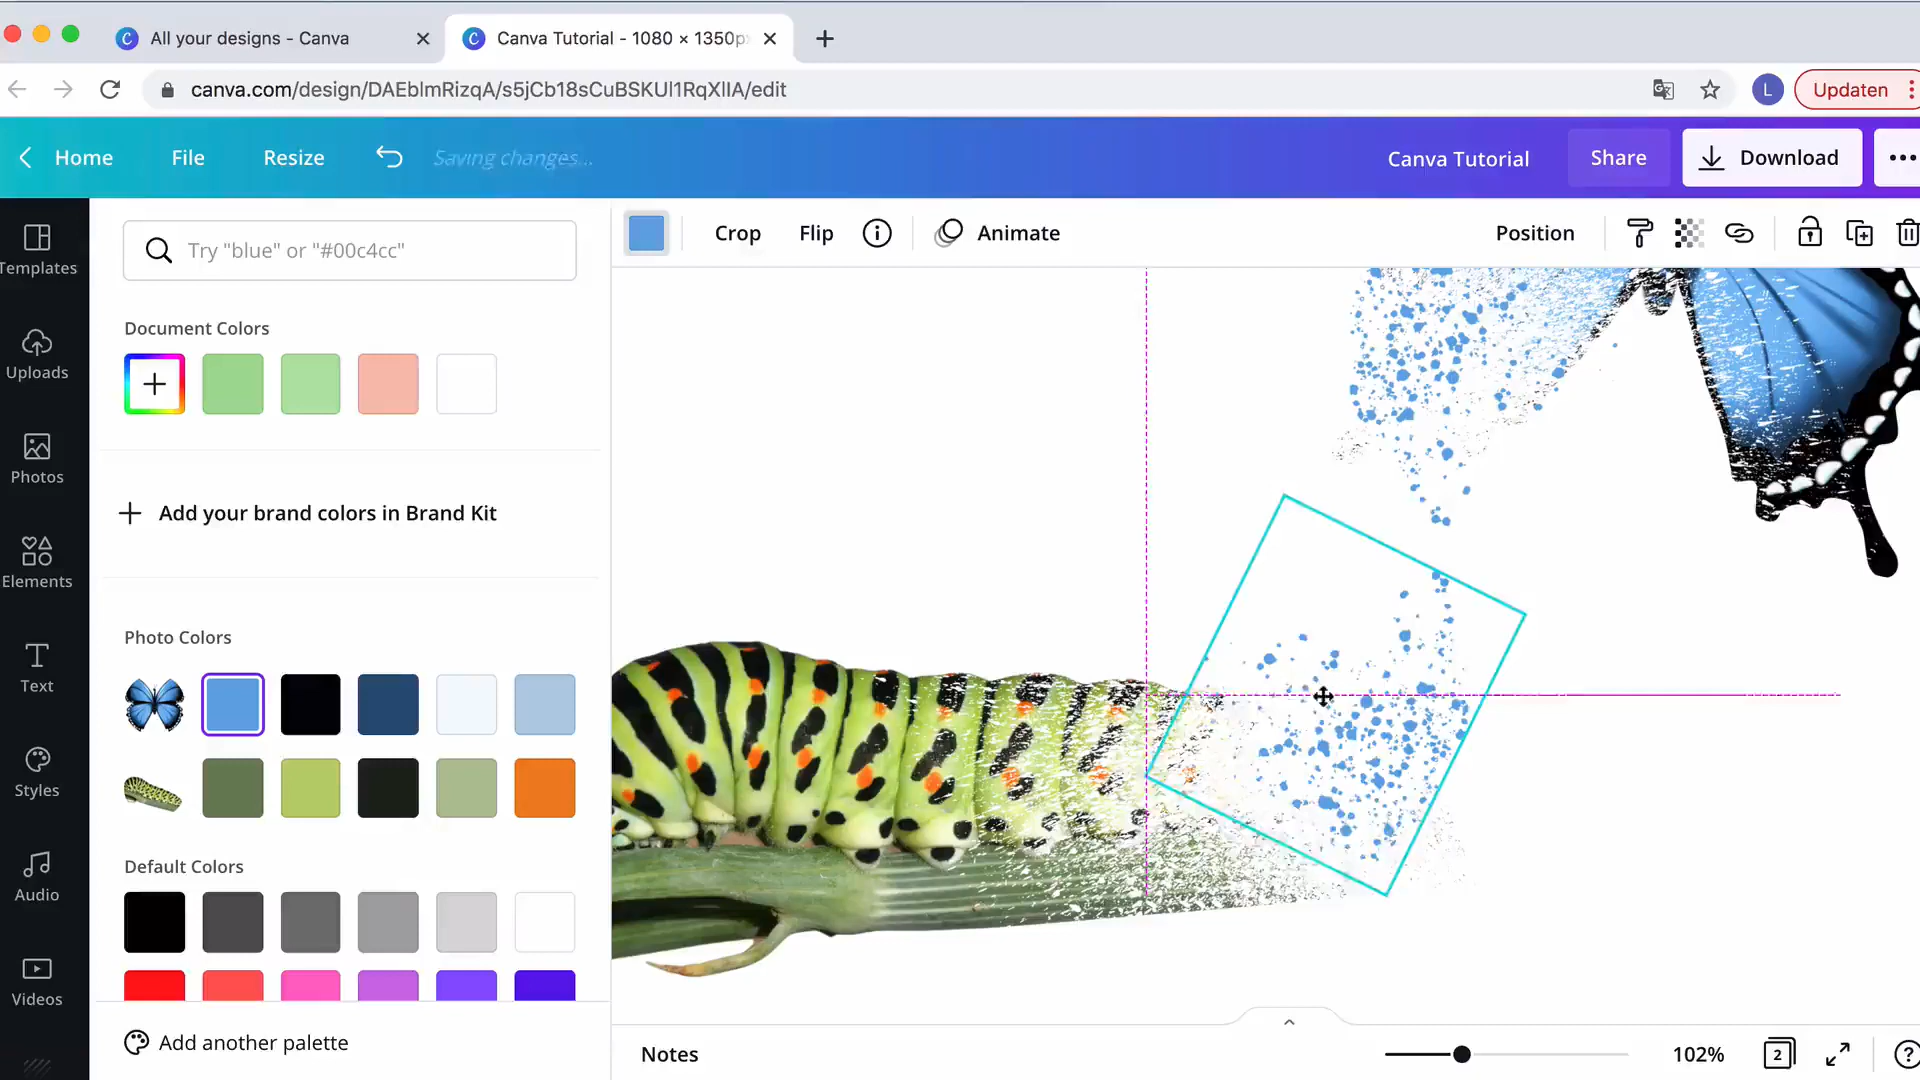 All your designs - Canva
Canva Tutorial - 1080 × 1350p
canva.com/design/DAEblmRizqA/s5jCb18sCuBSKUl1RqXllA/edit
L
Updaten
Home
File
Resize
Saving changes...
Canva Tutorial
Share
Download
Templates
Uploads
Photos
Elements
Text
Styles
Audio
Videos
Try "blue" or "#00c4cc"
Document Colors
Add your brand colors in Brand Kit
Photo Colors
Default Colors
Add another palette
Crop
Flip
Animate
Position
Notes
102%
2